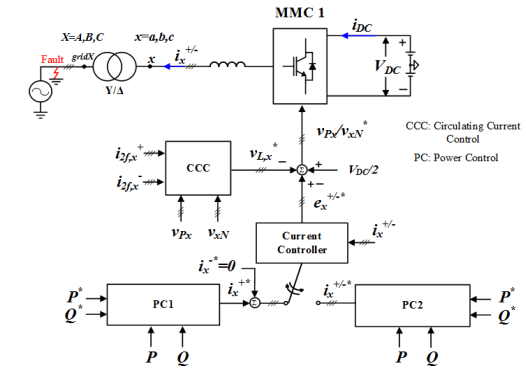 MMC 1
X=A,B,C x=a,b,c
i_x^+/-
i_DC
Fault gridX
x
Y/Δ
V_DC
+
−
v_Px/v_xN^*
CCC: Circulating Current
Control
PC: Power Control
i_2f,x^+
i_2f,x^-
CCC
v_L,x^*
−
Σ
+
V_DC/2
+−
v_Px
v_xN
e_x^+/-*
Current
Controller
i_x^+/-
i_x^-*=0
P^*
Q^*
PC1
i_x^+*
Σ
i_x^+/-*
PC2
P^*
Q^*
P Q
P Q